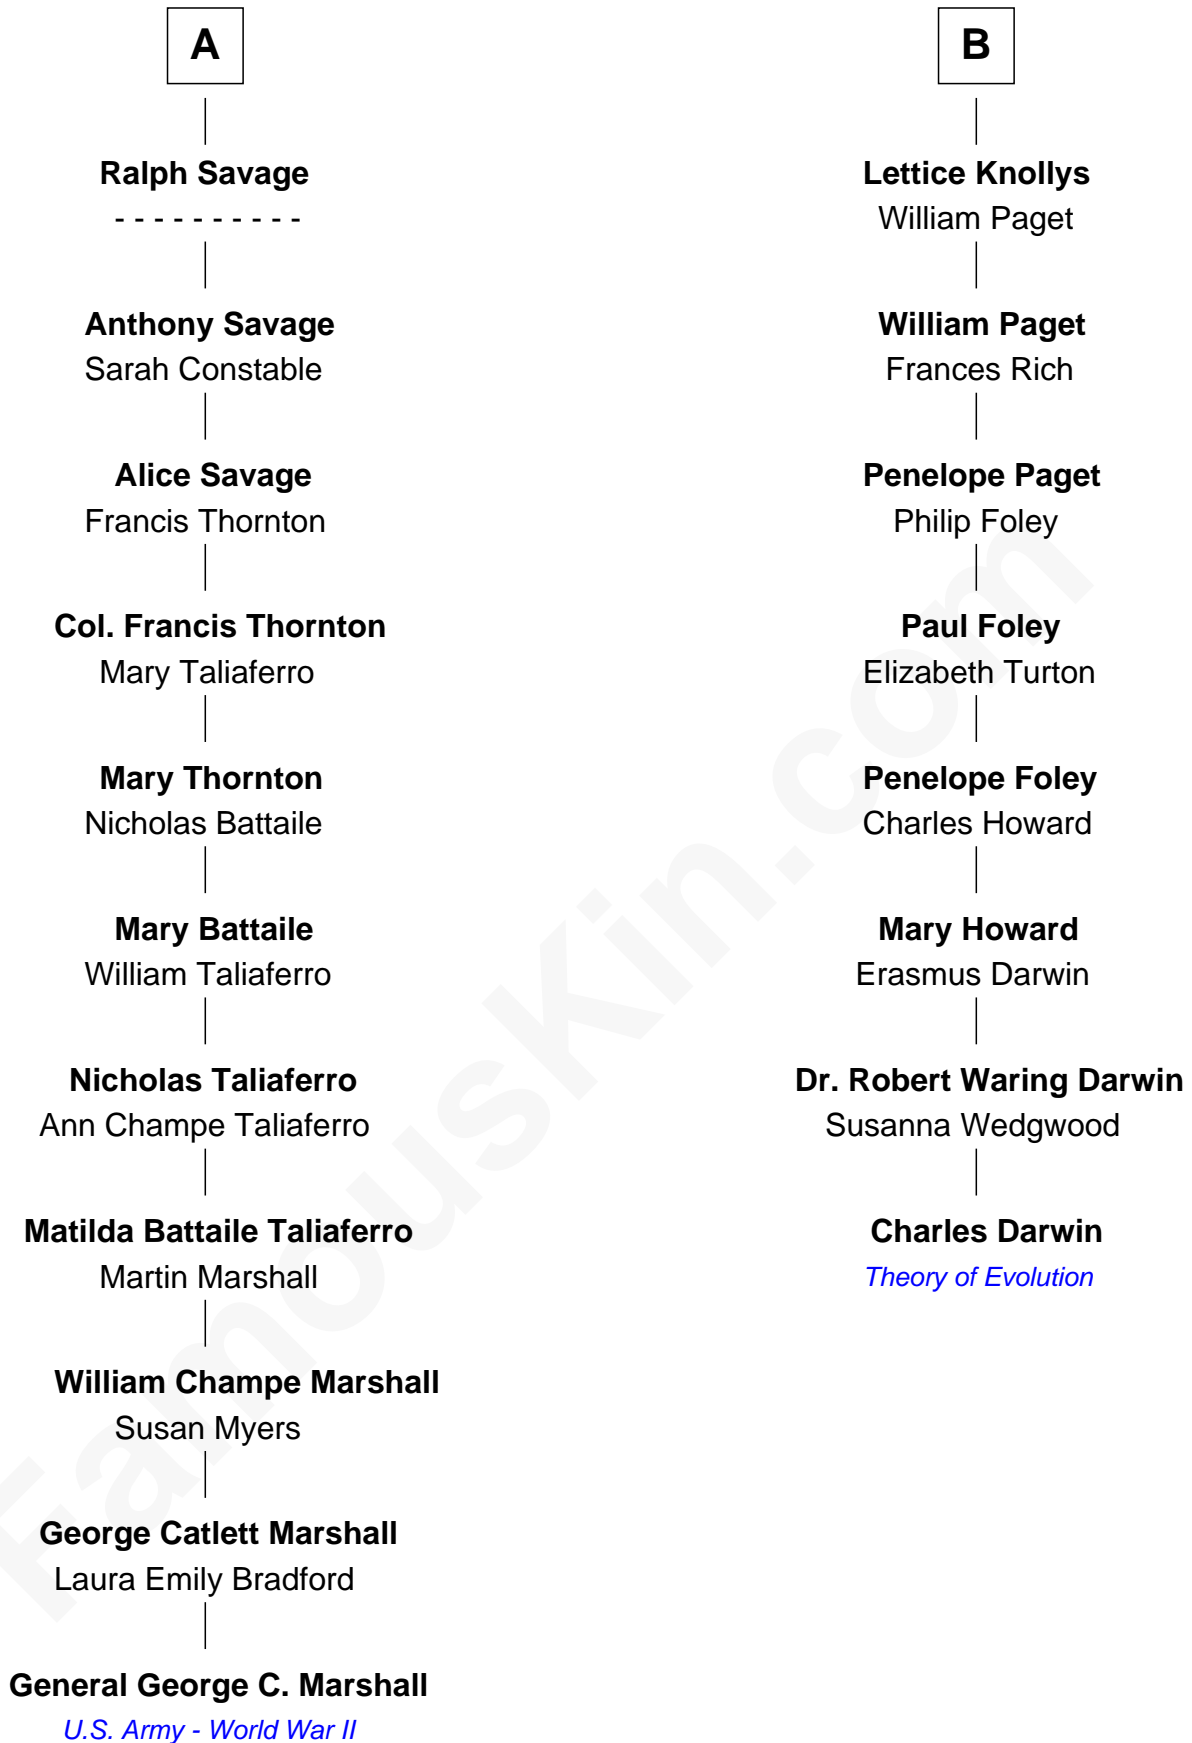 A
Ralph Savage
- - - - - - - - - -
Anthony Savage
Sarah Constable
Alice Savage
Francis Thornton
Col. Francis Thornton
Mary Taliaferro
Mary Thornton
Nicholas Battaile
Mary Battaile
William Taliaferro
Nicholas Taliaferro
Ann Champe Taliaferro
Matilda Battaile Taliaferro
Martin Marshall
William Champe Marshall
Susan Myers
George Catlett Marshall
Laura Emily Bradford
General George C. Marshall
U.S. Army - World War II
B
Lettice Knollys
William Paget
William Paget
Frances Rich
Penelope Paget
Philip Foley
Paul Foley
Elizabeth Turton
Penelope Foley
Charles Howard
Mary Howard
Erasmus Darwin
Dr. Robert Waring Darwin
Susanna Wedgwood
Charles Darwin
Theory of Evolution
FamousKin.com